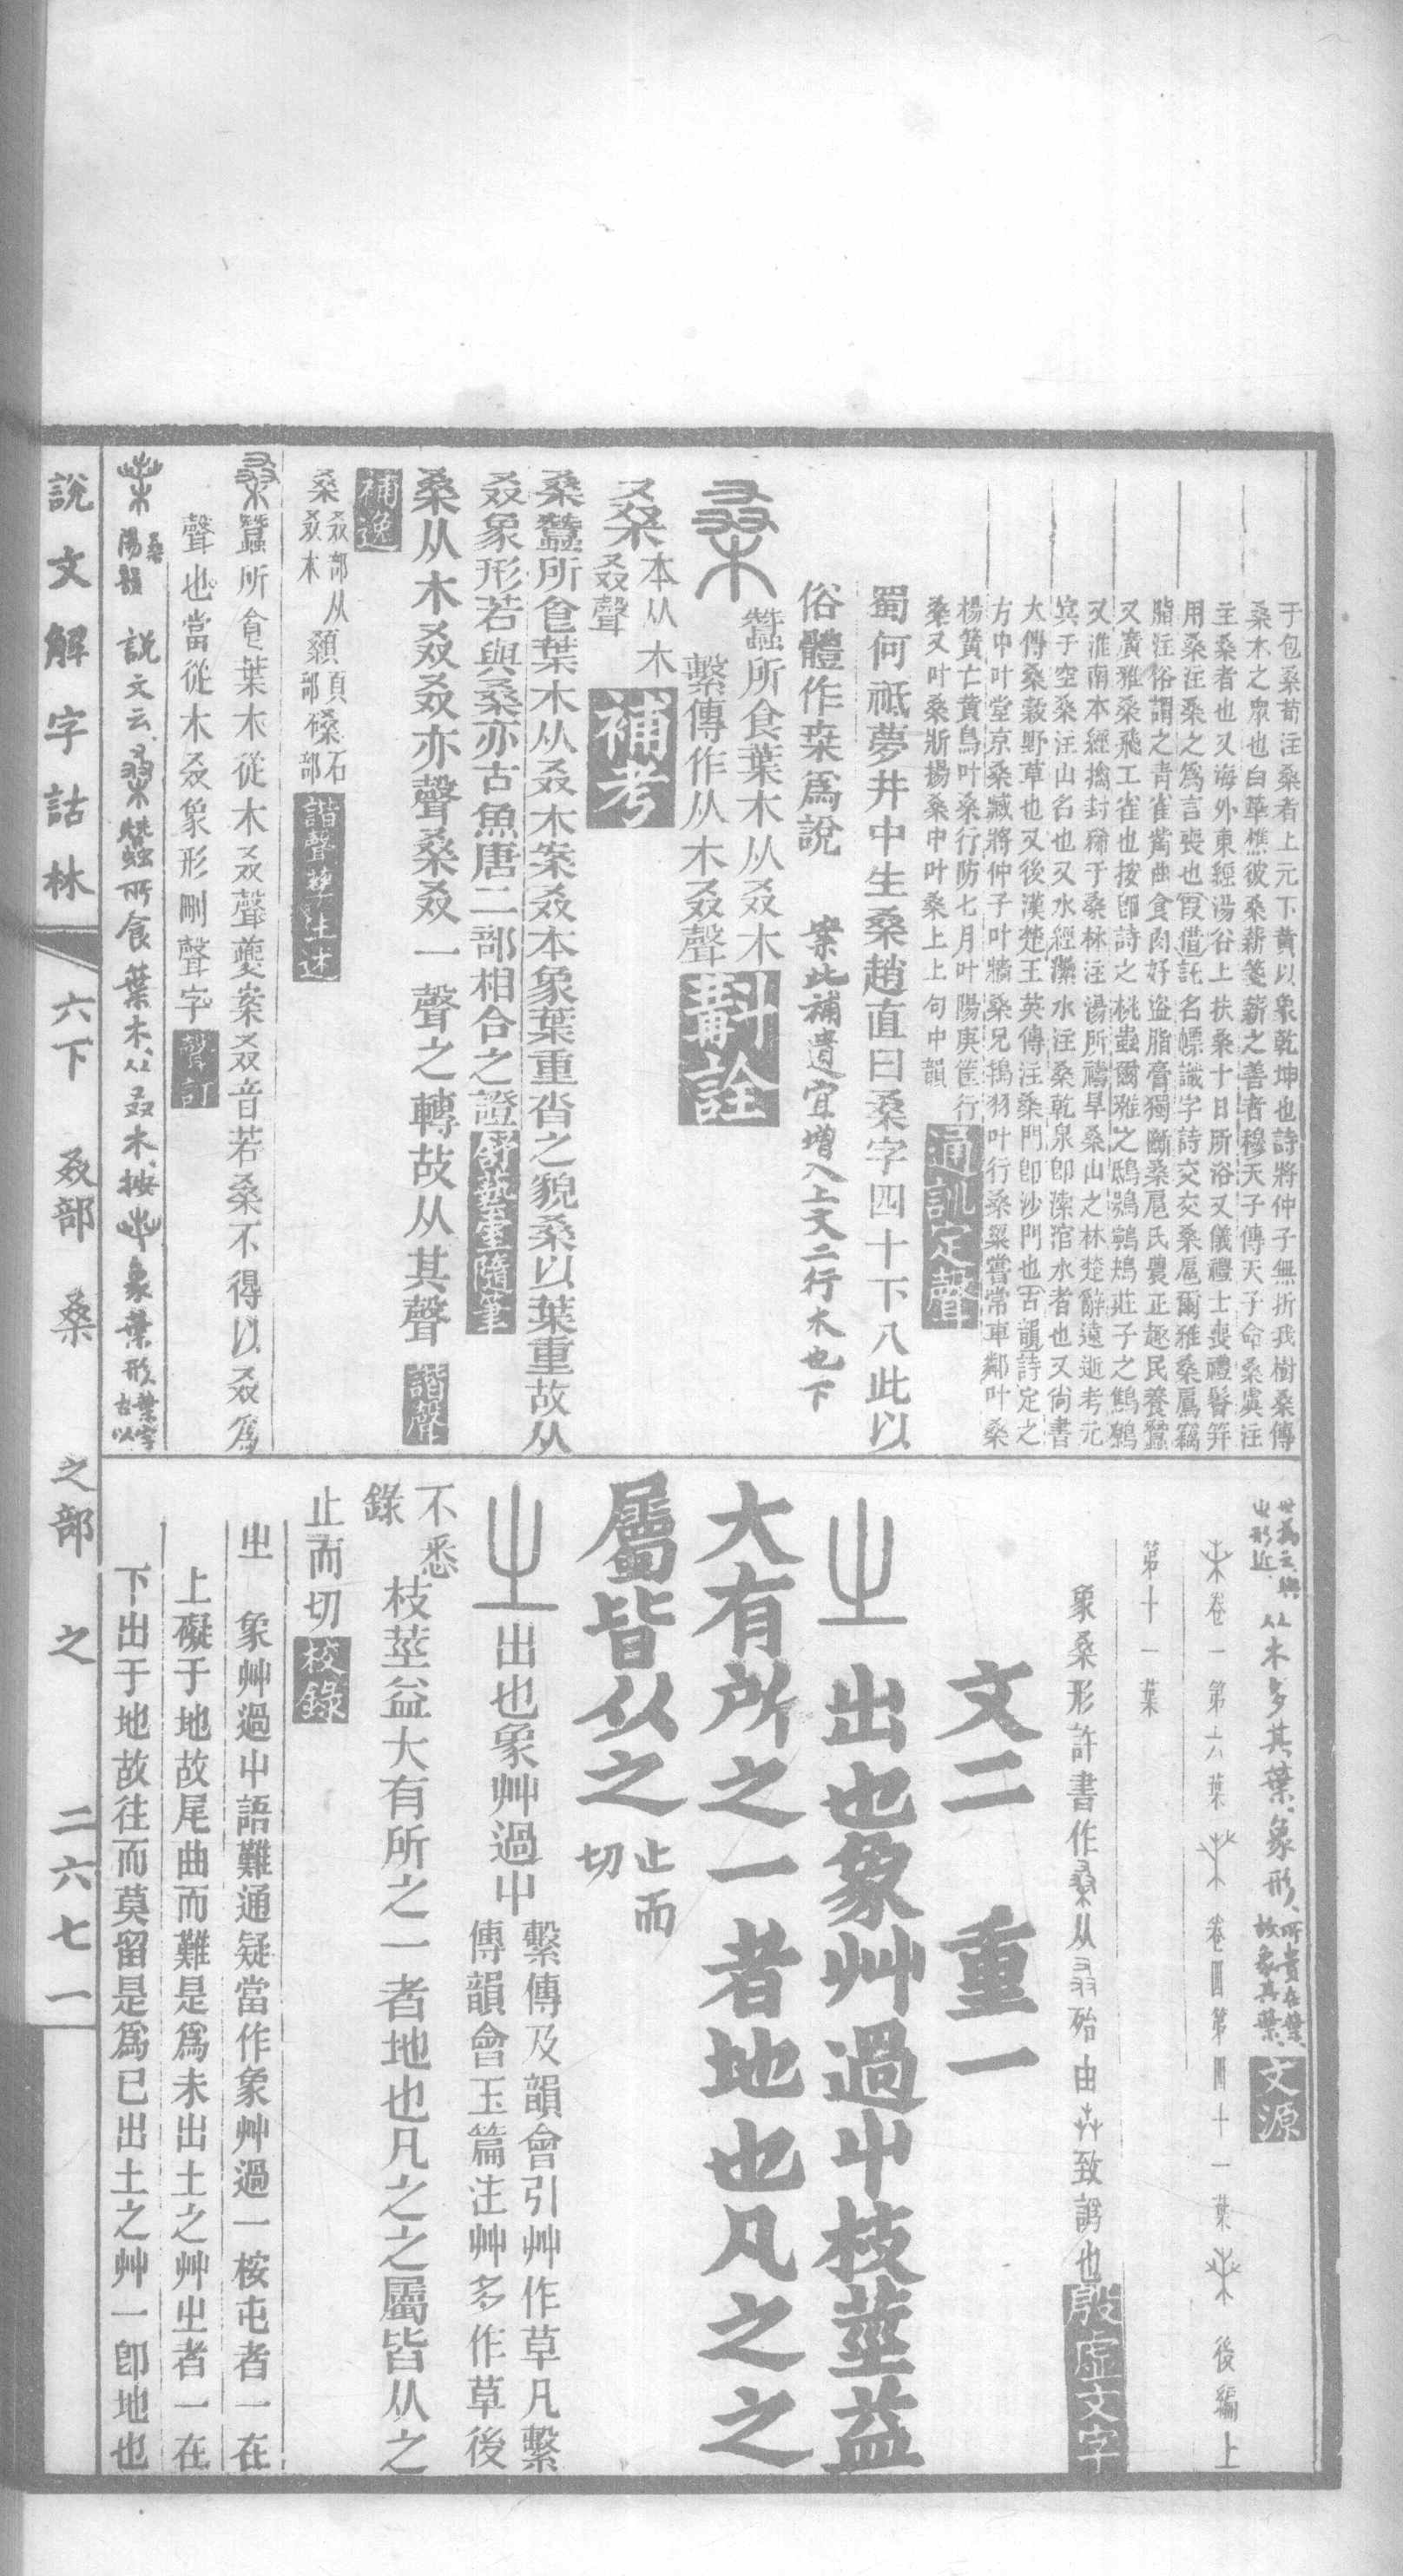 于包桑荀注桑者上元下黃以象乾坤也詩將仲子無折我樹桑傳
桑木之眾也白華樵彼桑薪箋薪之善者穆天子傳天子命桑虞注
主桑者也又海外東經湯谷上扶桑十日所浴又儀禮士喪禮鬠笄
用桑注桑之為言喪也假借託名幖識字詩交交桑扈爾雅桑鳸竊
脂注俗謂之青雀觜曲食肉好盜脂膏獨斷桑扈氏農正趣民養蠶
又廣雅桑飛工雀也按卽詩之桃蟲爾雅之鴟鴞鸋鴂莊子之鷦鷯
又淮南本經擒封豨于桑林注湯所禱旱桑山之林楚辭遠逝考元
冥于空桑注山名也又水經灅水注桑乾泉卽溹涫水者也又尚書
大傳桑穀野草也又後漢楚王英傳注桑門卽沙門也古韻詩定之
方中叶堂京桑臧將仲子叶牆桑兄鴇羽叶行桑粱嘗常車鄰叶桑
楊簧亡黃鳥叶桑行防七月叶陽庚筐行
桑又叶桑斨揚桑中叶桑上上句中韻通訓定聲
蜀何祗夢井中生桑趙直曰桑字四十下八此以
俗體作桒為說 案此補遺宜增入上文二行木也下
蠶所食葉木从叒木
繫傳作从木叒聲斠詮
桑本从木
叒聲補考
桑蠶所食葉木从叒木案叒本象葉重沓之貌桑以葉重故从
叒象形若與桑亦古魚唐二部相合之證舒藝室隨筆
桑从木叒叒亦聲桑叒一聲之轉故从其聲諧聲
補逸
桑叒部从
叒木顙頁部磉石部諧聲孳生述
蠶所食葉木從木叒聲夔案叒音若桑不得以叒爲
聲也當從木叒象形刪聲字聲訂
桑陽韻 說文云蠶所食葉木从叒木按象葉形葉字古以
世爲之與㞢形近从木多其葉象形所貴在葉故象其葉文源
卷一第六葉 卷四第四十一葉 後編上
第十一葉
象桑形許書作桑从叒殆由致譌也殷虛文字
文二 重一
㞢 出也象艸過屮枝莖益
大有所之一者地也凡之之
屬皆从之止而切
㞢出也象艸過屮繫傳及韻會引艸作草凡繫
傳韻會玉篇注艸多作草後
不悉
錄枝莖益大有所之一者地也凡之之屬皆从之
止而切校錄
㞢 象艸過屮語難通疑當作象艸過一桉屯者一在
上礙于地故尾曲而難是爲未出土之艸㞢者一在
下出于地故往而莫留是爲已出土之艸一卽地也
說文解字詁林 六下 叒部 桑 之部 之 二六七一